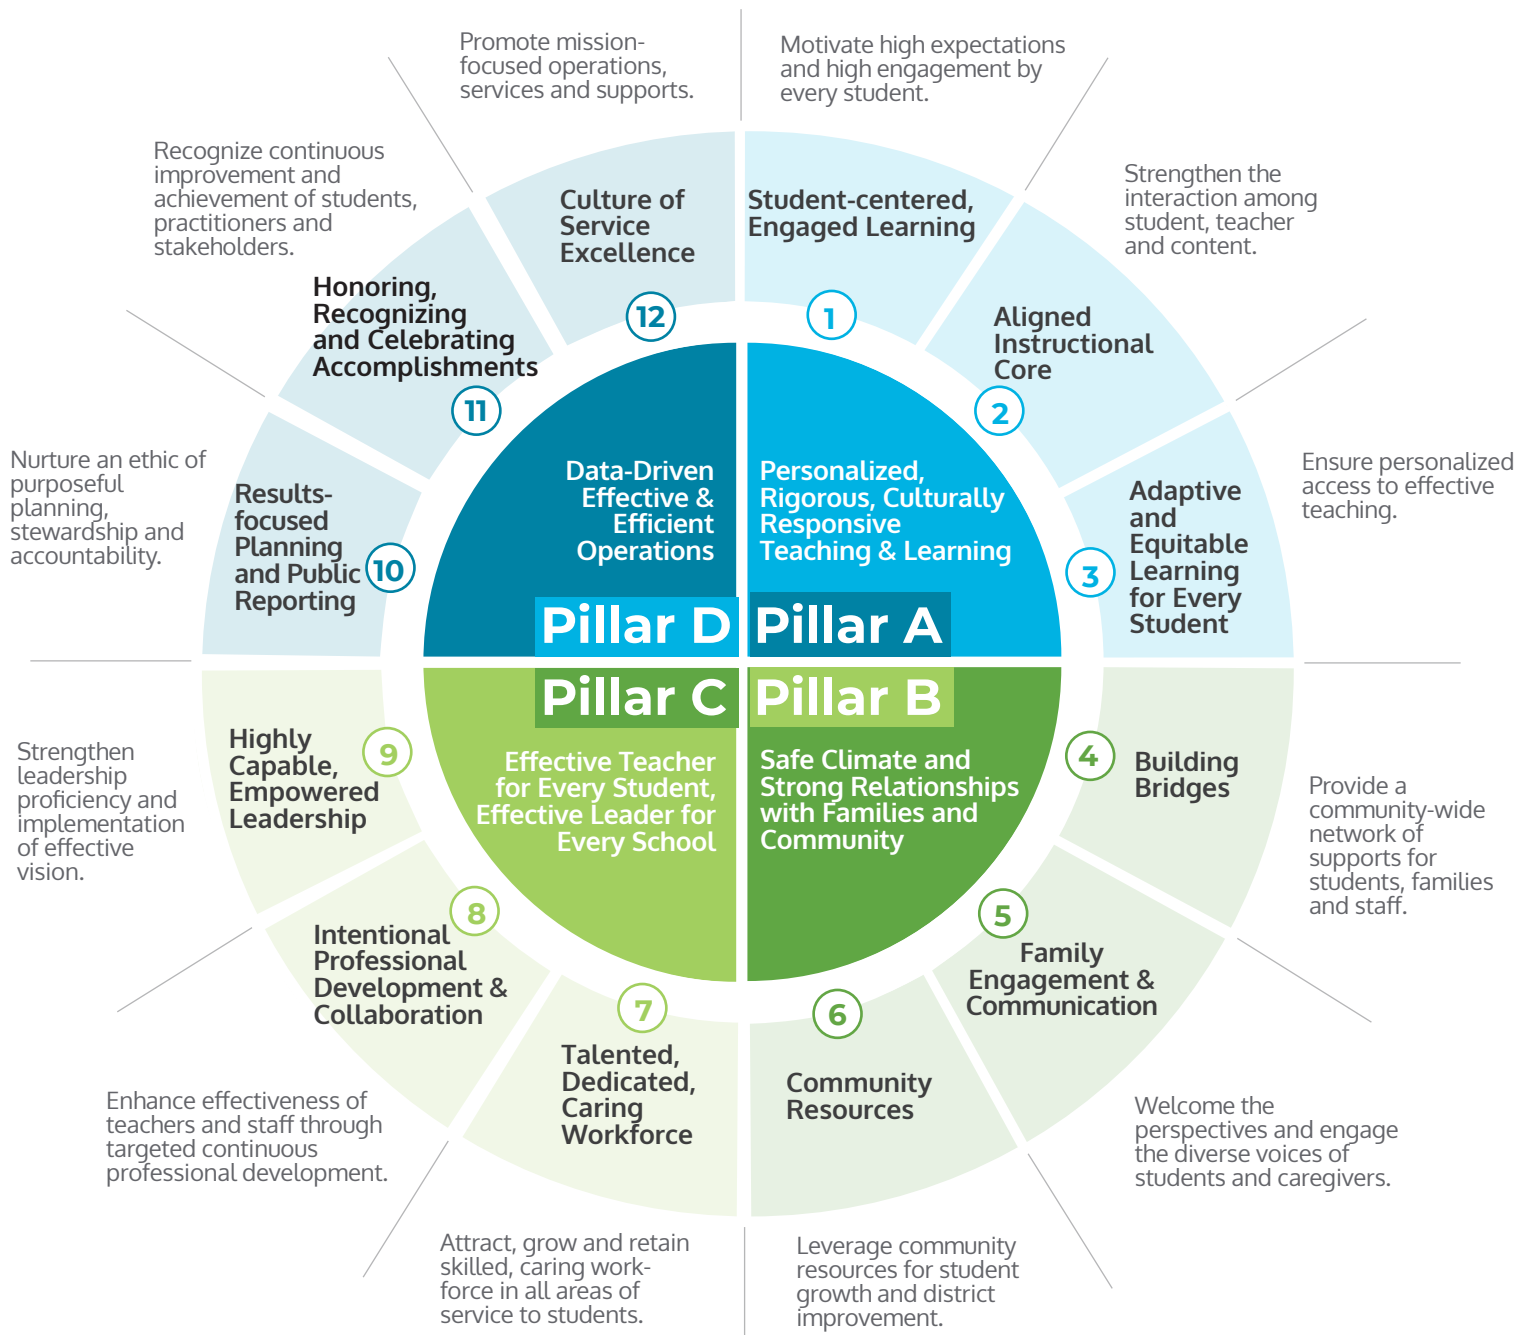 Promote mission-
focused operations,
services and supports.
Motivate high expectations
and high engagement by
every student.
Recognize continuous
improvement and
achievement of students,
practitioners and
stakeholders.
Strengthen the
interaction among
student, teacher
and content.
Culture of
Service
Excellence
12
Student-centered,
Engaged Learning
1
Honoring,
Recognizing
and Celebrating
Accomplishments
11
Aligned
Instructional
Core
2
Nurture an ethic of
purposeful
planning,
stewardship and
accountability.
Results-
focused
Planning
and Public
Reporting
10
Data-Driven
Effective &
Efficient
Operations
Pillar D
Personalized,
Rigorous, Culturally
Responsive
Teaching & Learning
Pillar A
3
Adaptive
and
Equitable
Learning
for Every
Student
Ensure personalized
access to effective
teaching.
Strengthen
leadership
proficiency and
implementation
of effective
vision.
Highly
Capable,
Empowered
Leadership
9
Pillar C
Effective Teacher
for Every Student,
Effective Leader for
Every School
Pillar B
Safe Climate and
Strong Relationships
with Families and
Community
4
Building
Bridges
Provide a
community-wide
network of
supports for
students, families
and staff.
8
Intentional
Professional
Development &
Collaboration
5
Family
Engagement &
Communication
7
Talented,
Dedicated,
Caring
Workforce
6
Community
Resources
Enhance effectiveness of
teachers and staff through
targeted continuous
professional development.
Welcome the
perspectives and engage
the diverse voices of
students and caregivers.
Attract, grow and retain
skilled, caring work-
force in all areas of
service to students.
Leverage community
resources for student
growth and district
improvement.